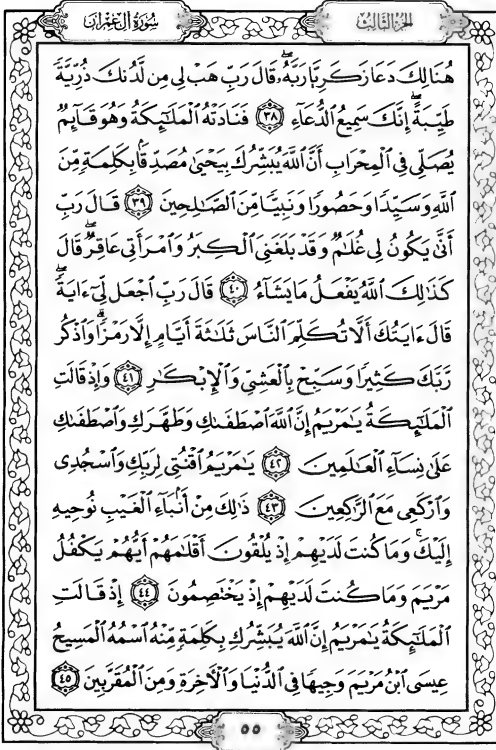 سورة آل عمران
الجزء الثالث
هُنَالِكَ دَعَا زَكَرِيَّا رَبَّهُۥ ۖ قَالَ رَبِّ هَبْ لِى مِن لَّدُنكَ ذُرِّيَّةً
طَيِّبَةً ۖ إِنَّكَ سَمِيعُ ٱلدُّعَآءِ ٣٨ فَنَادَتْهُ ٱلْمَلَـٰٓئِكَةُ وَهُوَ قَآئِمٌ
يُصَلِّى فِى ٱلْمِحْرَابِ أَنَّ ٱللَّهَ يُبَشِّرُكَ بِيَحْيَىٰ مُصَدِّقًۢا بِكَلِمَةٍ مِّنَ
ٱللَّهِ وَسَيِّدًا وَحَصُورًا وَنَبِيًّا مِّنَ ٱلصَّـٰلِحِينَ ٣٩ قَالَ رَبِّ
أَنَّىٰ يَكُونُ لِى غُلَـٰمٌ وَقَدْ بَلَغَنِىَ ٱلْكِبَرُ وَٱمْرَأَتِى عَاقِرٌ ۖ قَالَ
كَذَٰلِكَ ٱللَّهُ يَفْعَلُ مَا يَشَآءُ ٤٠ قَالَ رَبِّ ٱجْعَل لِّىٓ ءَايَةً ۖ
قَالَ ءَايَتُكَ أَلَّا تُكَلِّمَ ٱلنَّاسَ ثَلَـٰثَةَ أَيَّامٍ إِلَّا رَمْزًا ۗ وَٱذْكُر
رَّبَّكَ كَثِيرًا وَسَبِّحْ بِٱلْعَشِىِّ وَٱلْإِبْكَـٰرِ ٤١ وَإِذْ قَالَتِ
ٱلْمَلَـٰٓئِكَةُ يَـٰمَرْيَمُ إِنَّ ٱللَّهَ ٱصْطَفَىٰكِ وَطَهَّرَكِ وَٱصْطَفَىٰكِ
عَلَىٰ نِسَآءِ ٱلْعَـٰلَمِينَ ٤٢ يَـٰمَرْيَمُ ٱقْنُتِى لِرَبِّكِ وَٱسْجُدِى
وَٱرْكَعِى مَعَ ٱلرَّٰكِعِينَ ٤٣ ذَٰلِكَ مِنْ أَنۢبَآءِ ٱلْغَيْبِ نُوحِيهِ
إِلَيْكَ ۚ وَمَا كُنتَ لَدَيْهِمْ إِذْ يُلْقُونَ أَقْلَـٰمَهُمْ أَيُّهُمْ يَكْفُلُ
مَرْيَمَ وَمَا كُنتَ لَدَيْهِمْ إِذْ يَخْتَصِمُونَ ٤٤ إِذْ قَالَتِ
ٱلْمَلَـٰٓئِكَةُ يَـٰمَرْيَمُ إِنَّ ٱللَّهَ يُبَشِّرُكِ بِكَلِمَةٍ مِّنْهُ ٱسْمُهُ ٱلْمَسِيحُ
عِيسَى ٱبْنُ مَرْيَمَ وَجِيهًا فِى ٱلدُّنْيَا وَٱلْـَٔاخِرَةِ وَمِنَ ٱلْمُقَرَّبِينَ ٤٥
٥٥